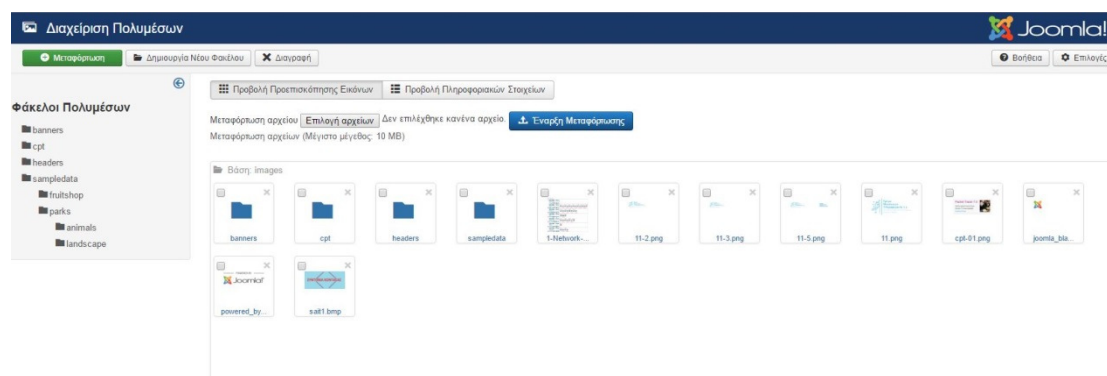 Διαχείριση Πολυμέσων
Joomla!
Μεταφόρτωση
Δημιουργία Νέου Φακέλου
Διαγραφή
Βοήθεια
Επιλογές
Φάκελοι Πολυμέσων
banners
cpt
headers
sampledata
fruitshop
parks
animals
landscape
Προβολή Προεπισκόπησης Εικόνων
Προβολή Πληροφοριακών Στοιχείων
Μεταφόρτωση αρχείου Επιλογή αρχείων Δεν επιλέχθηκε κανένα αρχείο. Έναρξη Μεταφόρτωσης
Μεταφόρτωση αρχείων (Μέγιστο μέγεθος: 10 MB)
Βάση: images
banners
cpt
headers
sampledata
1-Network-...
11-2.png
11-3.png
11-5.png
11.png
cpt-01.png
joomla_bla...
Joomla!
powered_by...
sait1.bmp